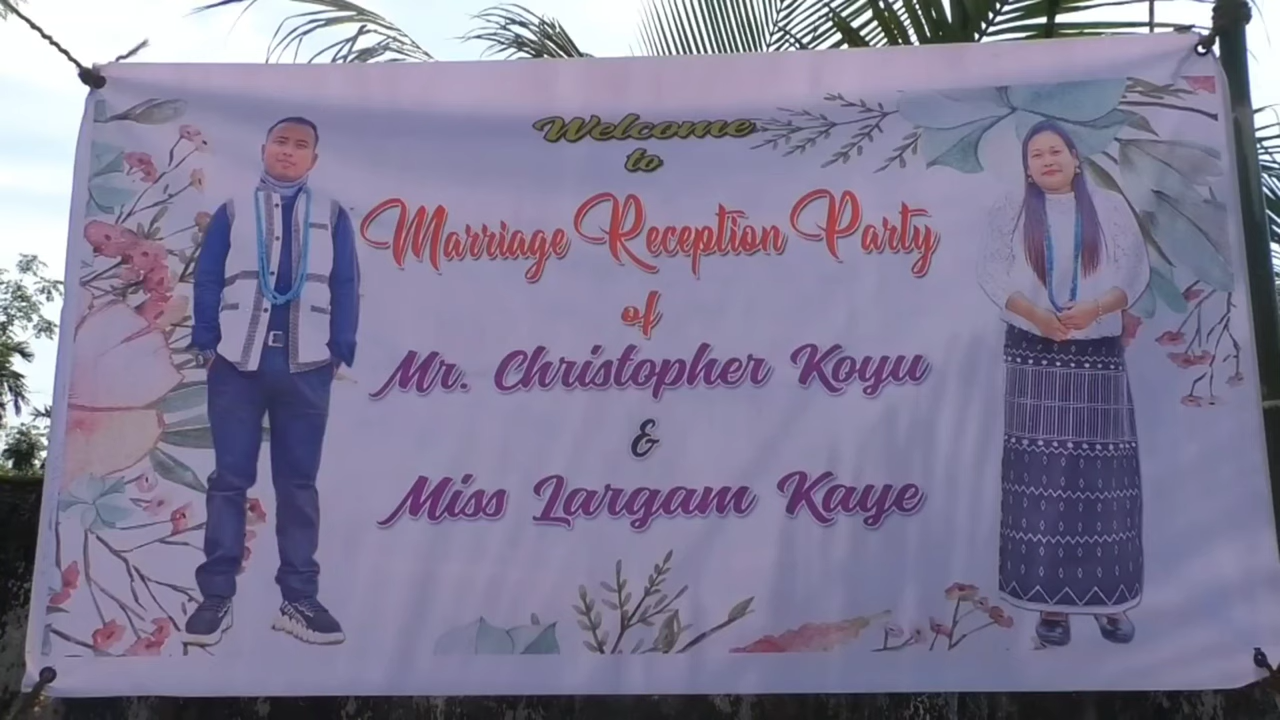 Welcome
to
Marriage Reception Party
of
Mr. Christopher Koyu
&
Miss Largam Kaye